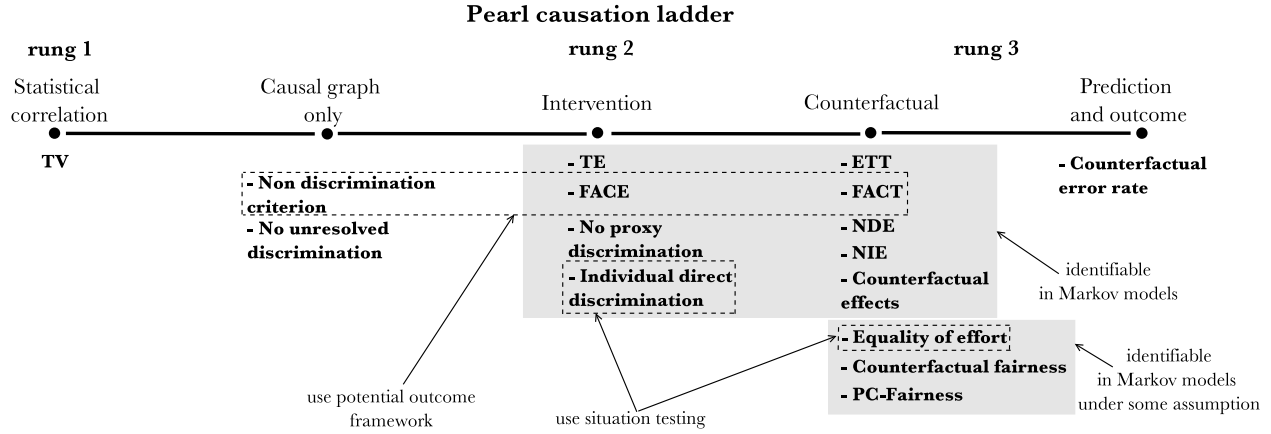 Pearl causation ladder
rung 1
rung 2
rung 3
Statistical
correlation
Causal graph
only
Intervention
Counterfactual
Prediction
and outcome
TV
- Non discrimination
criterion
- No unresolved
discrimination
- TE
- FACE
- No proxy
discrimination
- Individual direct
discrimination
- ETT
- FACT
- NDE
- NIE
- Counterfactual
effects
- Equality of effort
- Counterfactual fairness
- PC-Fairness
- Counterfactual
error rate
identifiable
in Markov models
identifiable
in Markov models
under some assumption
use potential outcome
framework
use situation testing